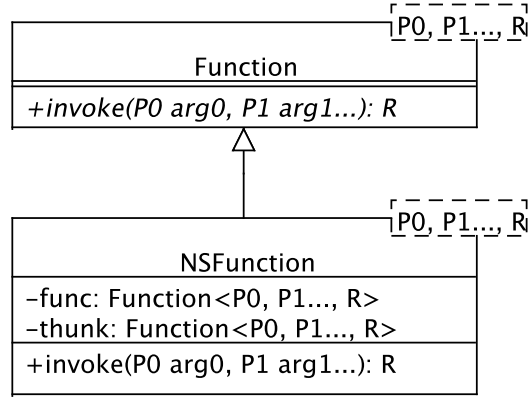 P0, P1..., R
Function
+invoke(P0 arg0, P1 arg1...): R
P0, P1..., R
NSFunction
-func: Function<P0, P1..., R>
-thunk: Function<P0, P1..., R>
+invoke(P0 arg0, P1 arg1...): R